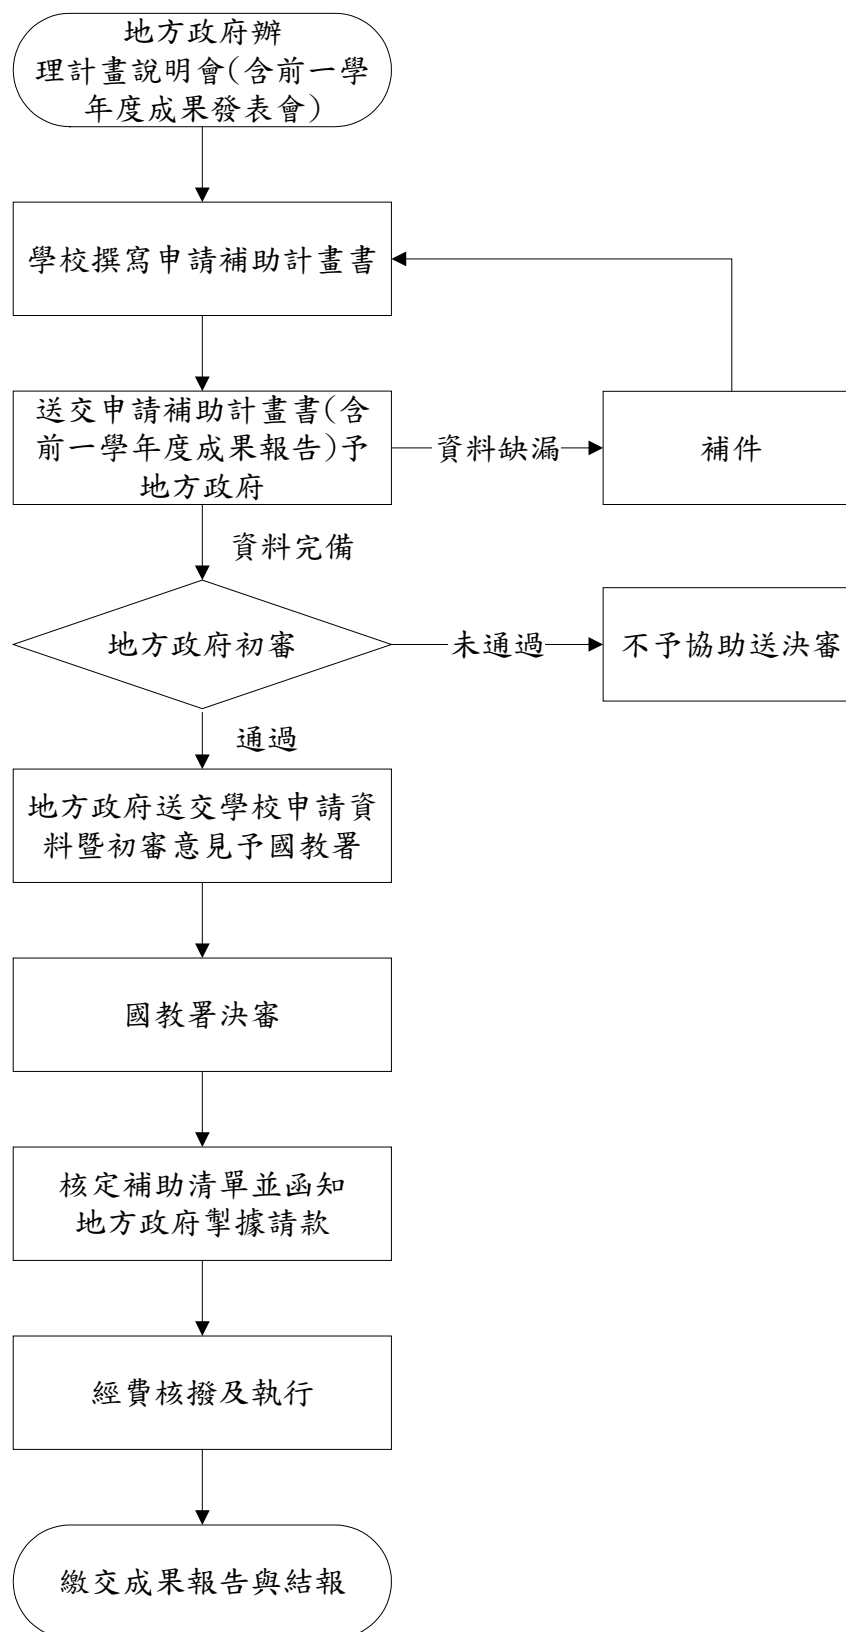 地方政府辦
理計畫說明會(含前一學
年度成果發表會)
學校撰寫申請補助計畫書
送交申請補助計畫書(含
前一學年度成果報告)予
地方政府
資料缺漏
補件
資料完備
地方政府初審
未通過
不予協助送決審
通過
地方政府送交學校申請資
料暨初審意見予國教署
國教署決審
核定補助清單並函知
地方政府掣據請款
經費核撥及執行
繳交成果報告與結報